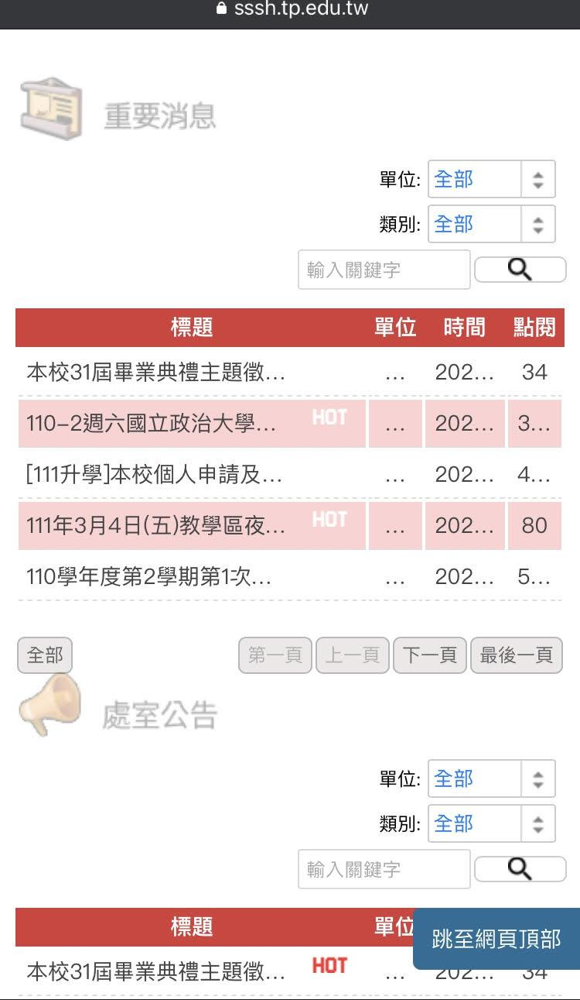 sssh.tp.edu.tw
重要消息
單位: 全部
類別: 全部
輸入關鍵字
標題 單位 時間 點閱
本校31屆畢業典禮主題徵... ... 202... 34
110-2週六國立政治大學... HOT ... 202... 3...
[111升學]本校個人申請及... ... 202... 4...
111年3月4日(五)教學區夜... HOT ... 202... 80
110學年度第2學期第1次... ... 202... 5...
全部 第一頁 上一頁 下一頁 最後一頁
處室公告
單位: 全部
類別: 全部
輸入關鍵字
標題 單位
跳至網頁頂部
本校31屆畢業典禮主題徵... HOT ... 202... 34